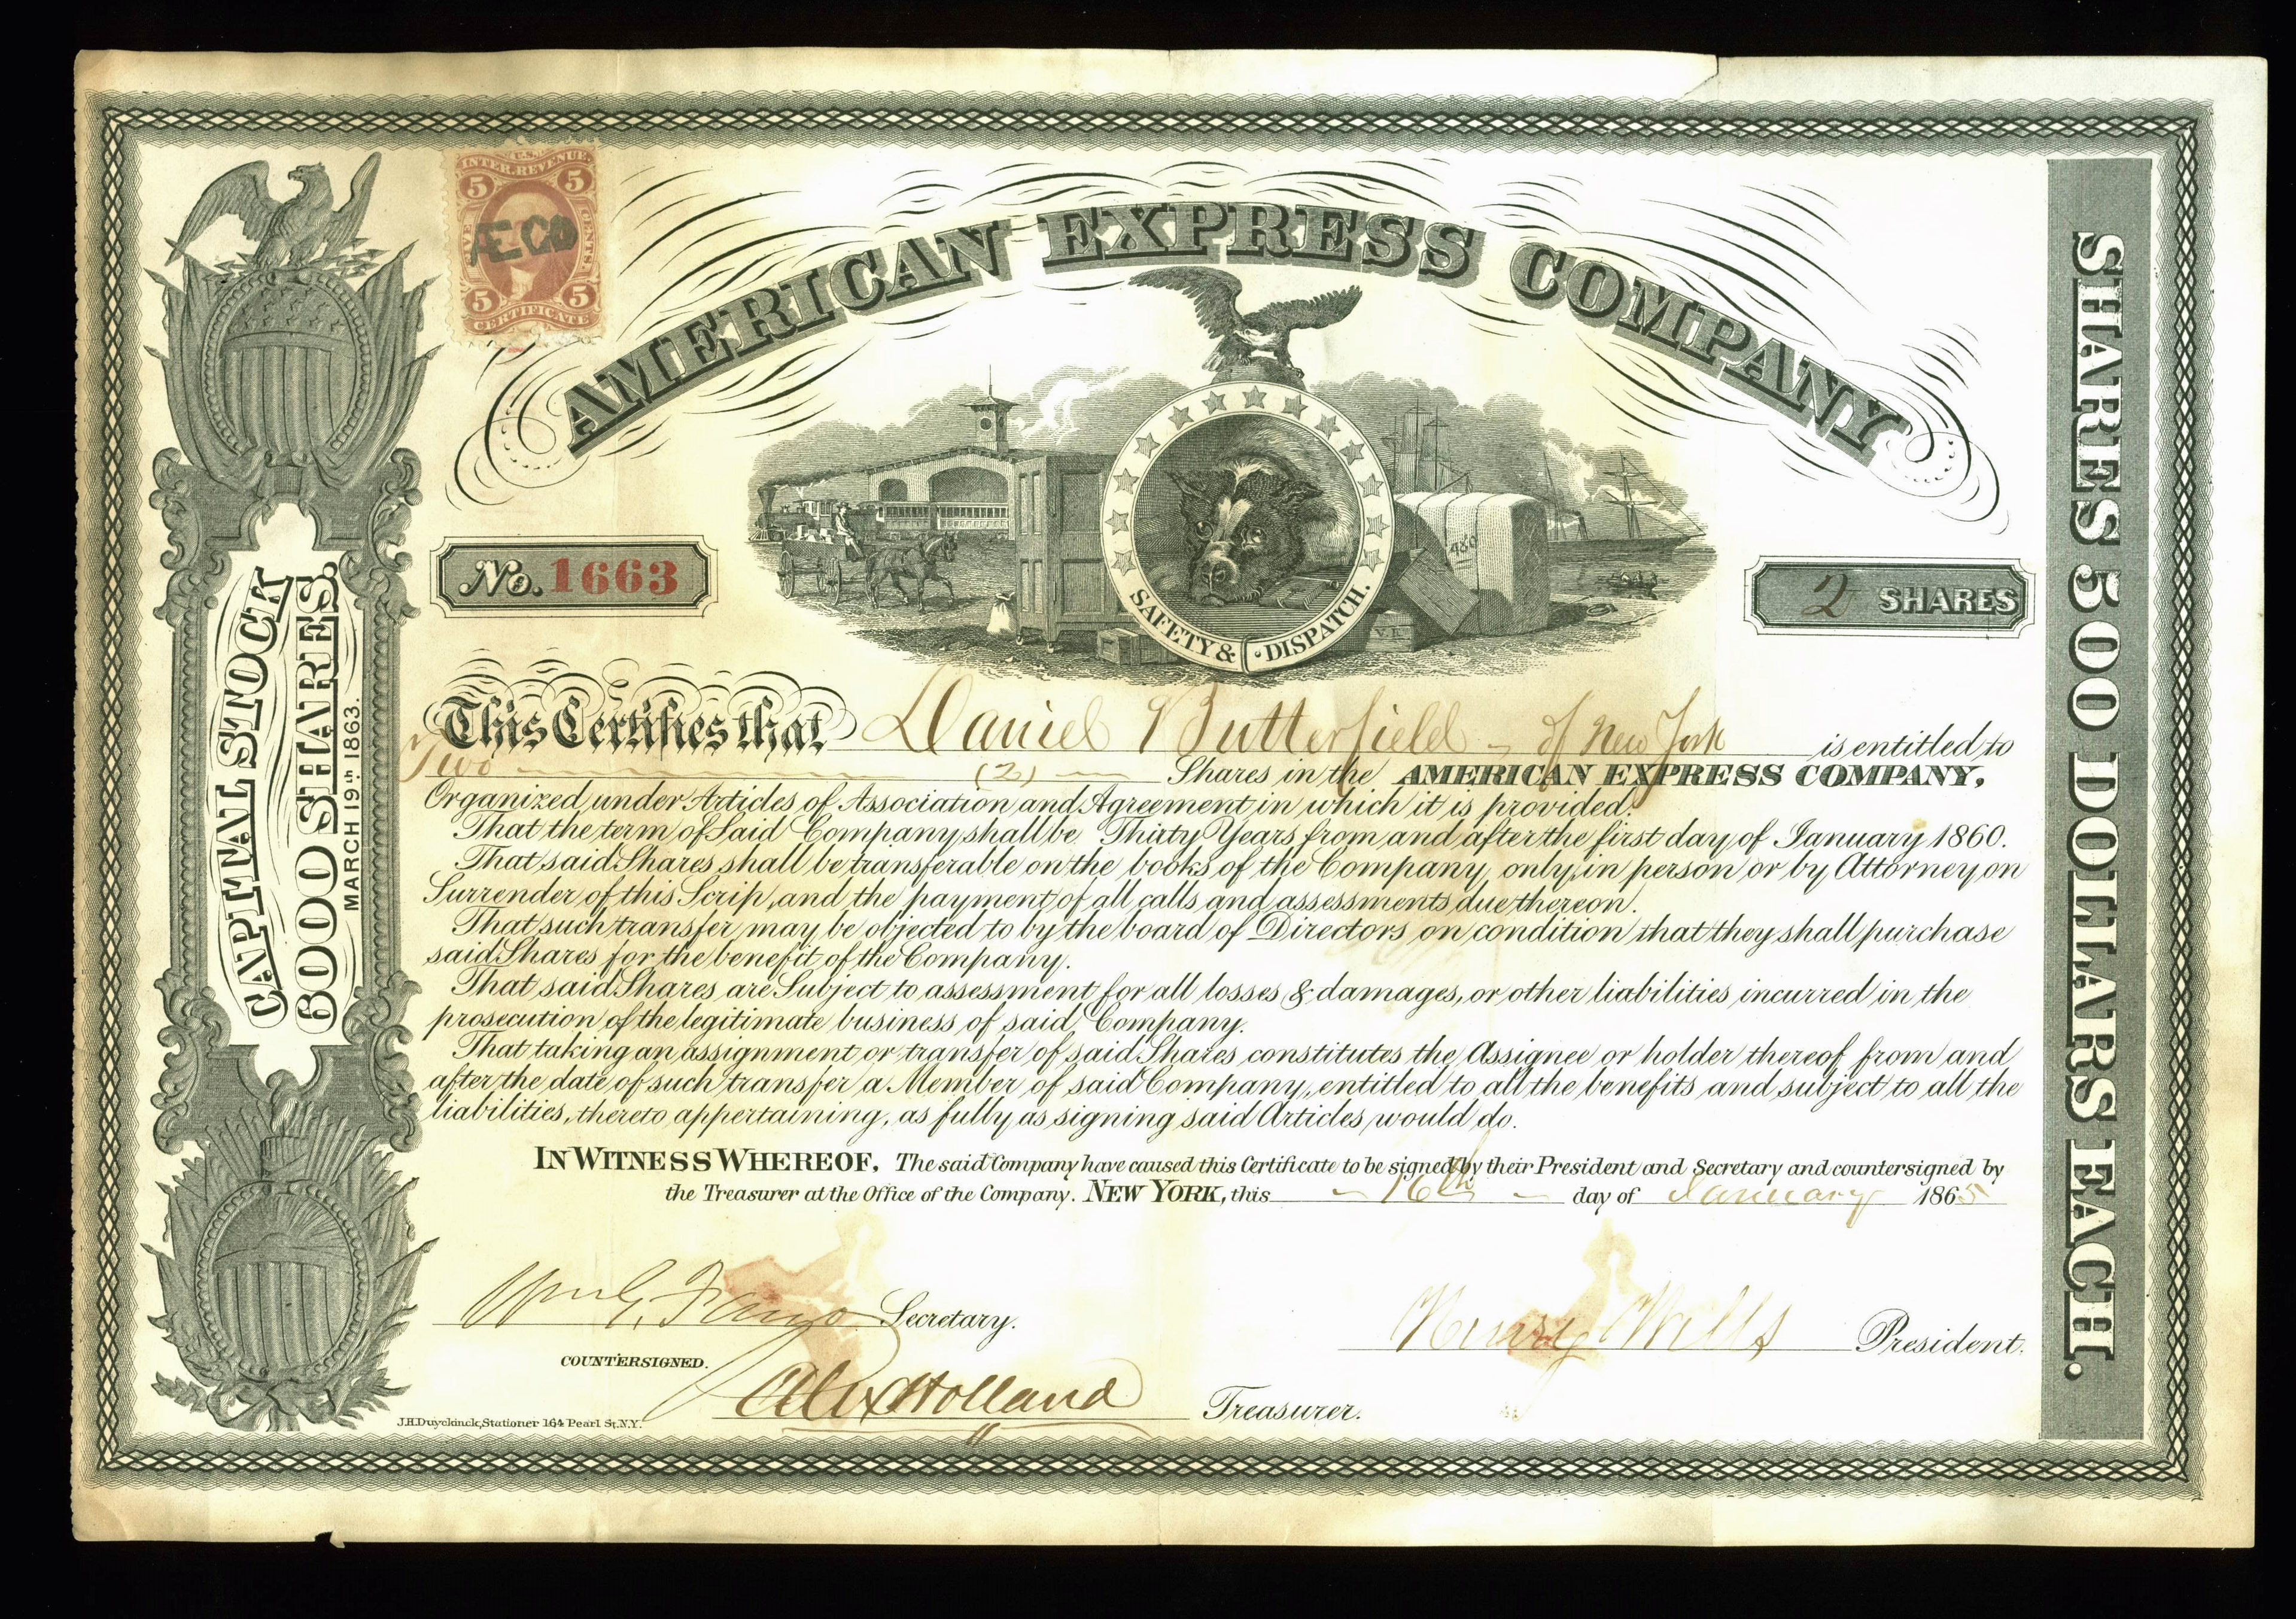 U.S.
INTER. REVENUE.
5 5
FIVE CENTS
Æ CO
5 5
CERTIFICATE
AMERICAN EXPRESS COMPANY
480
V.R.
SAFETY & DISPATCH.
No. 1663
2 SHARES
CAPITAL STOCK
6000 SHARES.
MARCH 19th 1863.
SHARES 500 DOLLARS EACH.
This Certifies that Daniel Butterfield - of New York is entitled to
Two (2) Shares in the AMERICAN EXPRESS COMPANY,
Organized under Articles of Association and Agreement in which it is provided.
That the term of Said Company shall be Thirty Years from and after the first day of January 1860.
That said Shares shall be transferable on the books of the Company, only, in person or by Attorney on
Surrender of this Scrip, and the payment of all calls and assessments due thereon.
That such transfer may be objected to by the board of Directors on condition that they shall purchase
said Shares for the benefit of the Company.
That said Shares are Subject to assessment for all losses & damages, or other liabilities incurred in the
prosecution of the legitimate business of said Company.
That taking an assignment or transfer of said Shares constitutes the Assignee or holder thereof from and
after the date of such transfer a Member of said Company, entitled to all the benefits and subject to all the
liabilities, thereto appertaining, as fully as signing said Articles would do.
IN WITNESS WHEREOF, The said Company have caused this Certificate to be signed by their President and Secretary and countersigned by
the Treasurer at the Office of the Company. NEW YORK, this - 16th - day of January 1865
Wm G. Fargo Secretary.
Henry Wells President.
COUNTERSIGNED.
Alex Holland Treasurer.
J.H. Duyckinck, Stationer 164 Pearl St. N.Y.